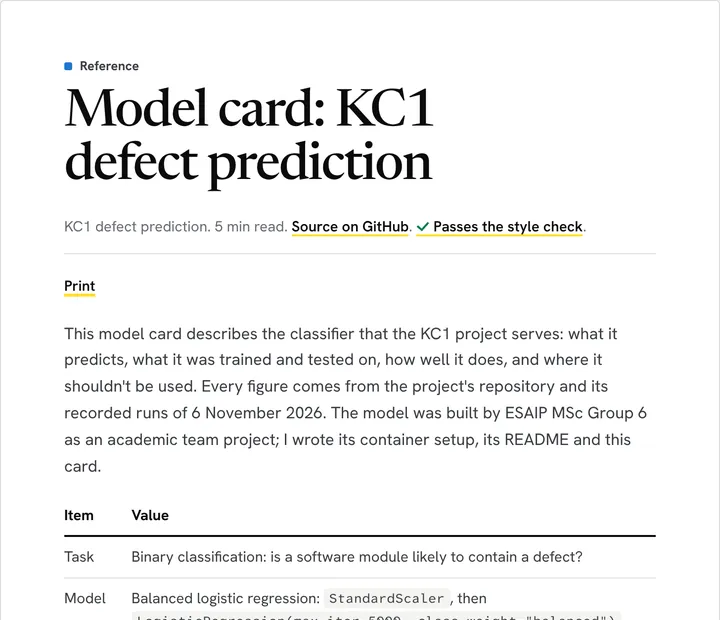 Reference
Model card: KC1
defect prediction
KC1 defect prediction. 5 min read. Source on GitHub. ✓ Passes the style check.
Print
This model card describes the classifier that the KC1 project serves: what it
predicts, what it was trained and tested on, how well it does, and where it
shouldn't be used. Every figure comes from the project's repository and its
recorded runs of 6 November 2026. The model was built by ESAIP MSc Group 6
as an academic team project; I wrote its container setup, its README and this
card.
Item Value
Task Binary classification: is a software module likely to contain a defect?
Model Balanced logistic regression: StandardScaler, then